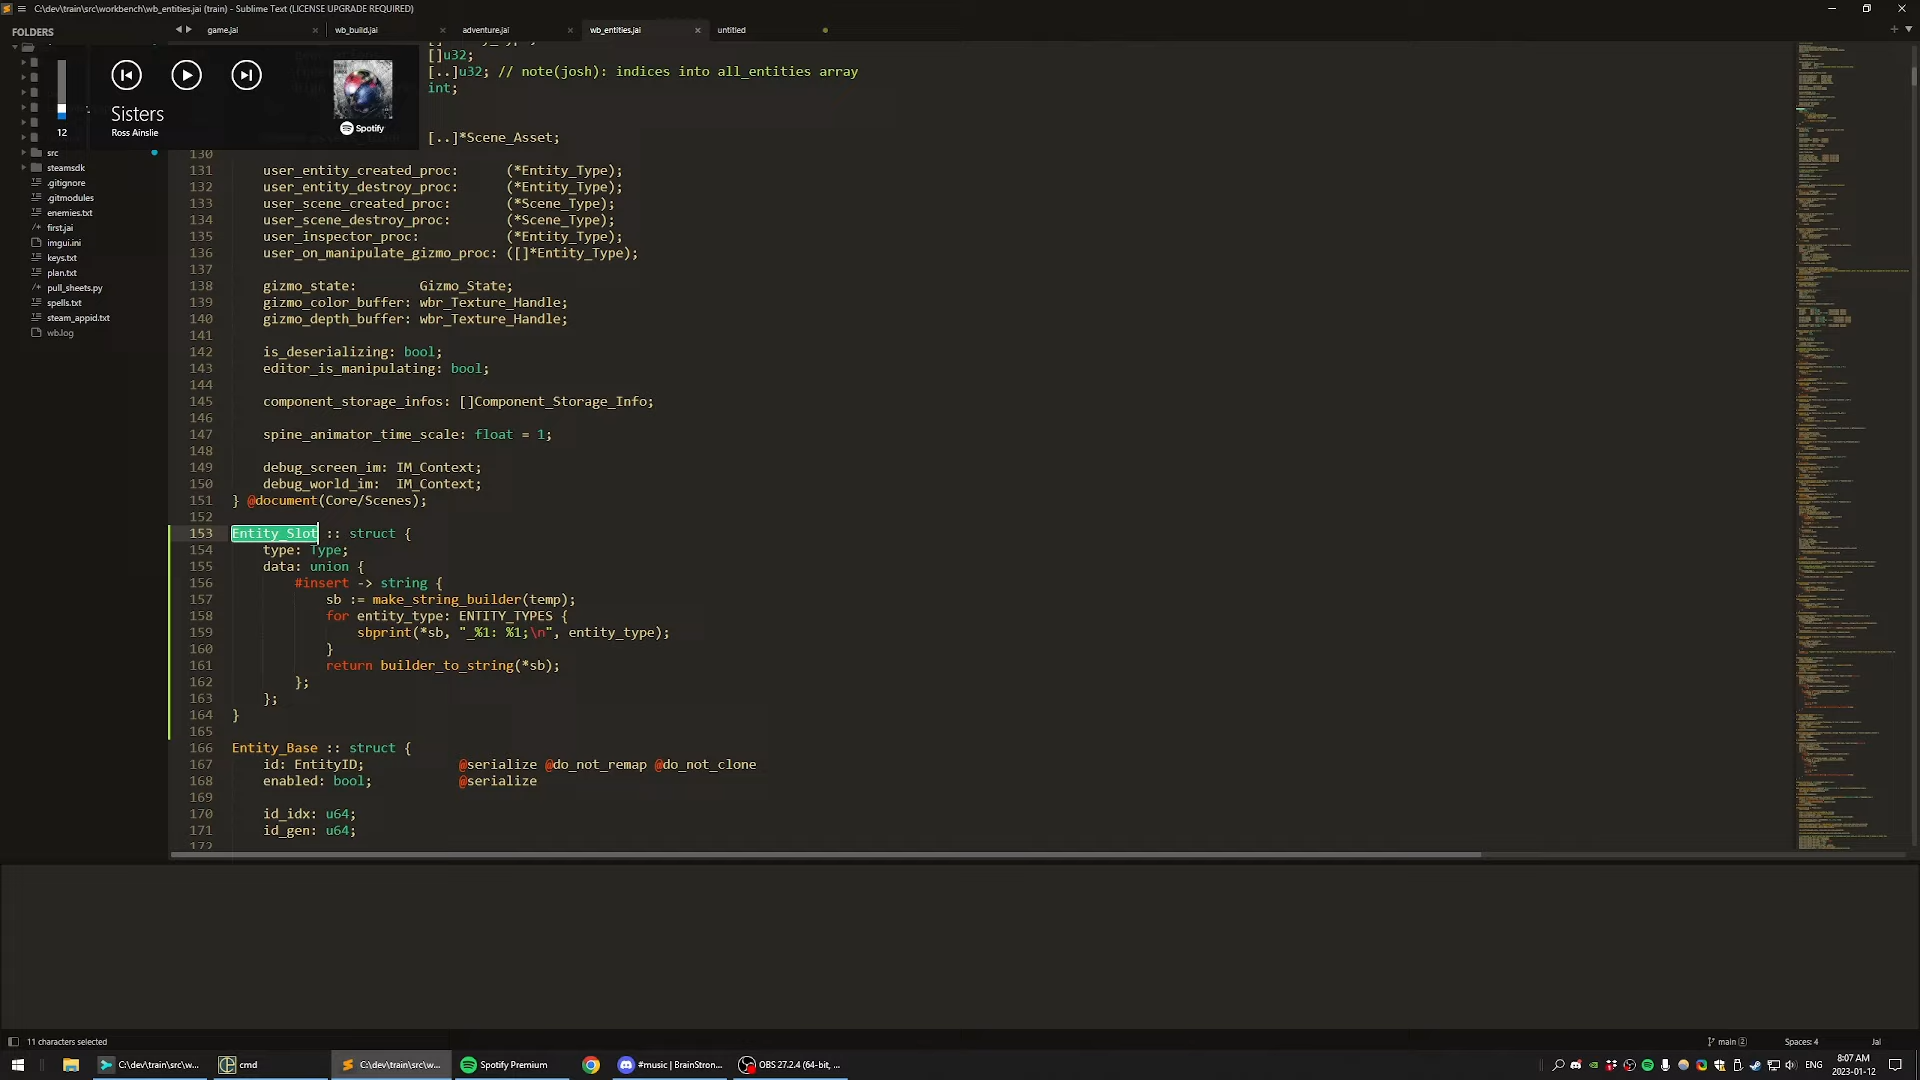 C:\dev\train\src\workbench\wb_entities.jai (train) - Sublime Text (LICENSE UPGRADE REQUIRED)
FOLDERS
game.jai
wb_build.jai
adventure.jai
wb_entities.jai
untitled
[]u32;
[..]u32; // note(josh): indices into all_entities array
int;
[..]*Scene_Asset;
Sisters
Ross Ainslie
Spotify
12
src
steamsdk
.gitignore
.gitmodules
enemies.txt
first.jai
imgui.ini
keys.txt
plan.txt
pull_sheets.py
spells.txt
steam_appid.txt
wb.log
130
131 user_entity_created_proc: (*Entity_Type);
132 user_entity_destroy_proc: (*Entity_Type);
133 user_scene_created_proc: (*Scene_Type);
134 user_scene_destroy_proc: (*Scene_Type);
135 user_inspector_proc: (*Entity_Type);
136 user_on_manipulate_gizmo_proc: ([]*Entity_Type);
137
138 gizmo_state: Gizmo_State;
139 gizmo_color_buffer: wbr_Texture_Handle;
140 gizmo_depth_buffer: wbr_Texture_Handle;
141
142 is_deserializing: bool;
143 editor_is_manipulating: bool;
144
145 component_storage_infos: []Component_Storage_Info;
146
147 spine_animator_time_scale: float = 1;
148
149 debug_screen_im: IM_Context;
150 debug_world_im: IM_Context;
151 } @document(Core/Scenes);
152
153 Entity_Slot :: struct {
154 type: Type;
155 data: union {
156 #insert -> string {
157 sb := make_string_builder(temp);
158 for entity_type: ENTITY_TYPES {
159 sbprint(*sb, "_%1: %1;\n", entity_type);
160 }
161 return builder_to_string(*sb);
162 };
163 };
164 }
165
166 Entity_Base :: struct {
167 id: EntityID; @serialize @do_not_remap @do_not_clone
168 enabled: bool; @serialize
169
170 id_idx: u64;
171 id_gen: u64;
172
11 characters selected
main 2
Spaces: 4
Jai
C:\dev\train\src\w...
cmd
C:\dev\train\src\w...
Spotify Premium
#music | BrainStron...
OBS 27.2.4 (64-bit, ...
ENG
8:07 AM
2023-01-12